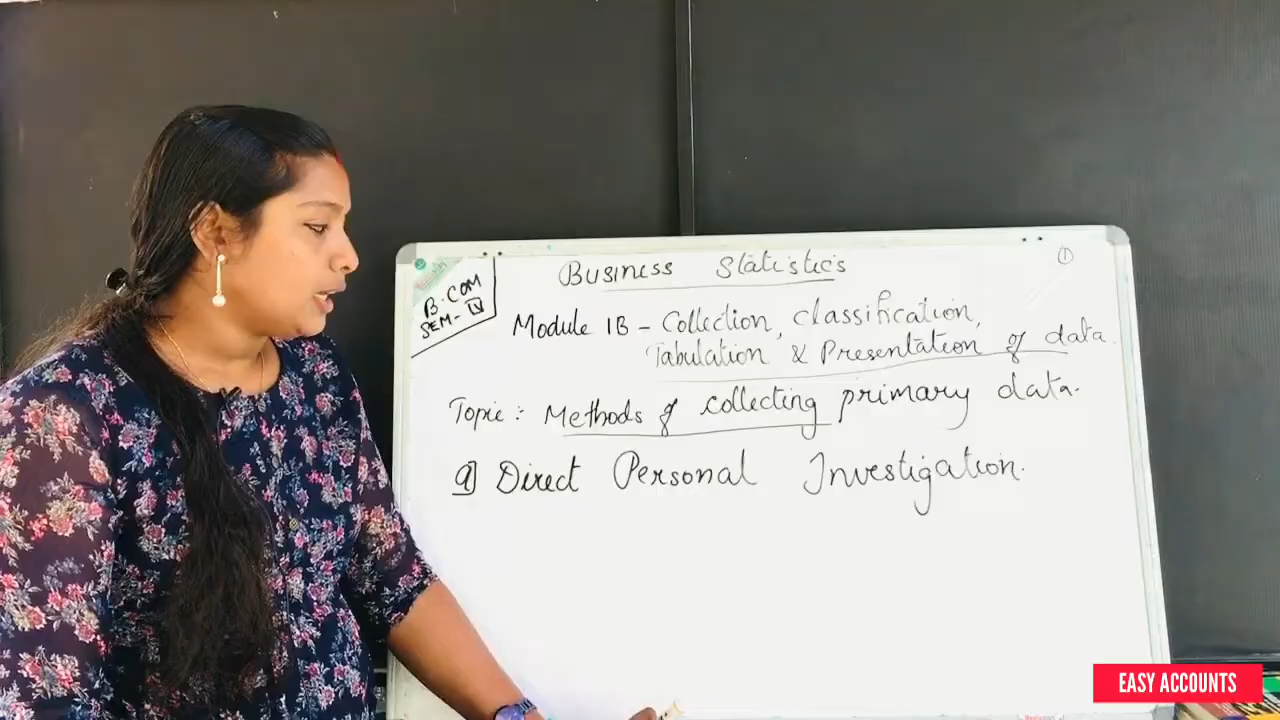 Business Statistics
①
B.COM
SEM-IV
Module 1B - Collection, classification,
Tabulation & Presentation of data.
Topic :- Methods of collecting primary data.
a] Direct Personal Investigation.
EASY ACCOUNTS